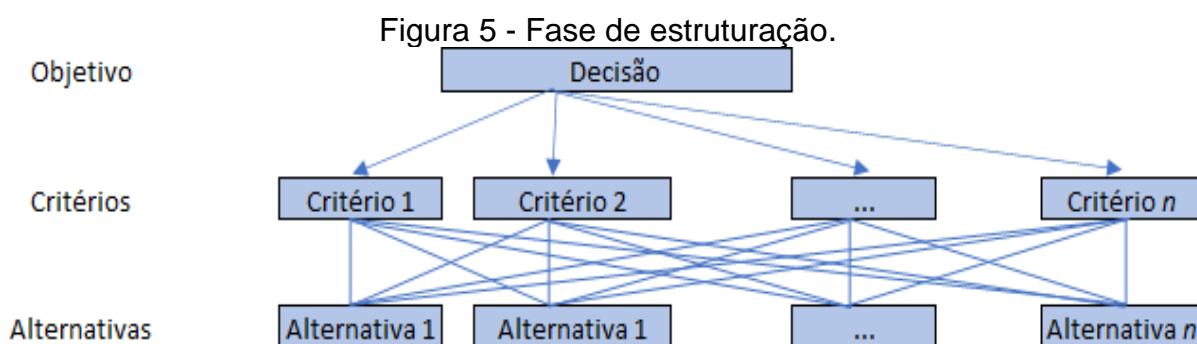 Figura 5 - Fase de estruturação.
Objetivo Decisão
Critérios Critério 1 Critério 2 ... Critério n
Alternativas Alternativa 1 Alternativa 1 ... Alternativa n